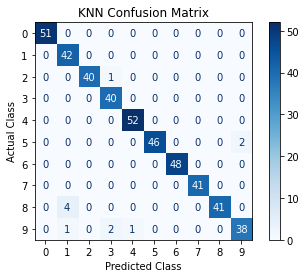 KNN Confusion Matrix
0 51 0 0 0 0 0 0 0 0 0
1 0 42 0 0 0 0 0 0 0 0
2 0 0 40 1 0 0 0 0 0 0
3 0 0 0 40 0 0 0 0 0 0
4 0 0 0 0 52 0 0 0 0 0
5 0 0 0 0 0 46 0 0 0 2
6 0 0 0 0 0 0 48 0 0 0
7 0 0 0 0 0 0 0 41 0 0
8 0 4 0 0 0 0 0 0 41 0
9 0 1 0 2 1 0 0 0 0 38
0 1 2 3 4 5 6 7 8 9
Predicted Class
Actual Class
50
40
30
20
10
0